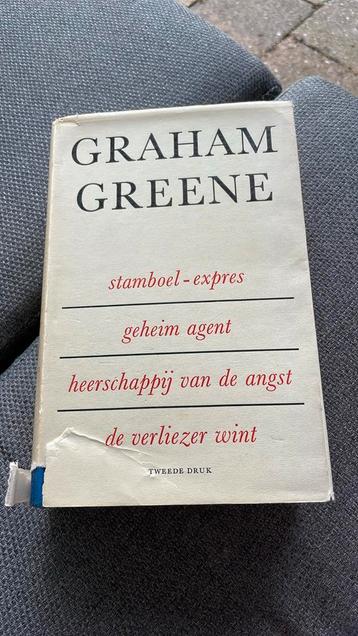 GRAHAM
GREENE
stamboel-expres
geheim agent
heerschappij van de angst
de verliezer wint
TWEEDE DRUK